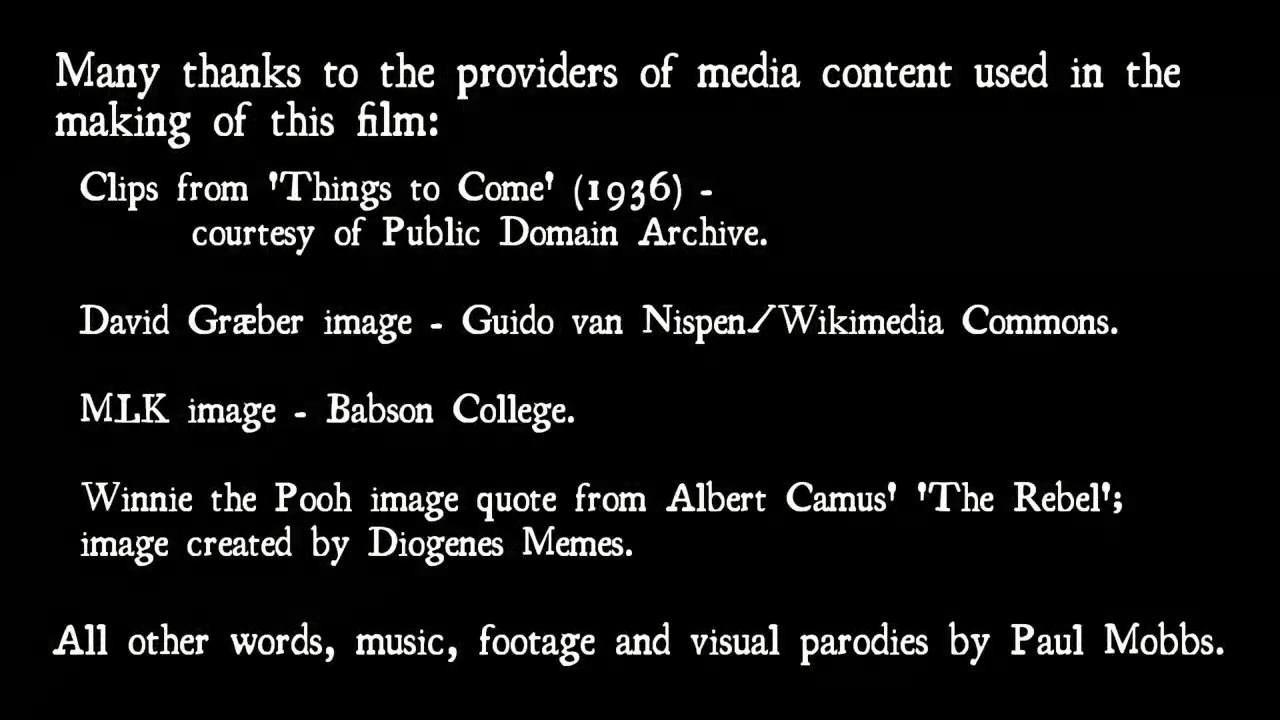 Many thanks to the providers of media content used in the
making of this film:
Clips from 'Things to Come' (1936) -
courtesy of Public Domain Archive.
David Græber image - Guido van Nispen/Wikimedia Commons.
MLK image - Babson College.
Winnie the Pooh image quote from Albert Camus' 'The Rebel';
image created by Diogenes Memes.
All other words, music, footage and visual parodies by Paul Mobbs.